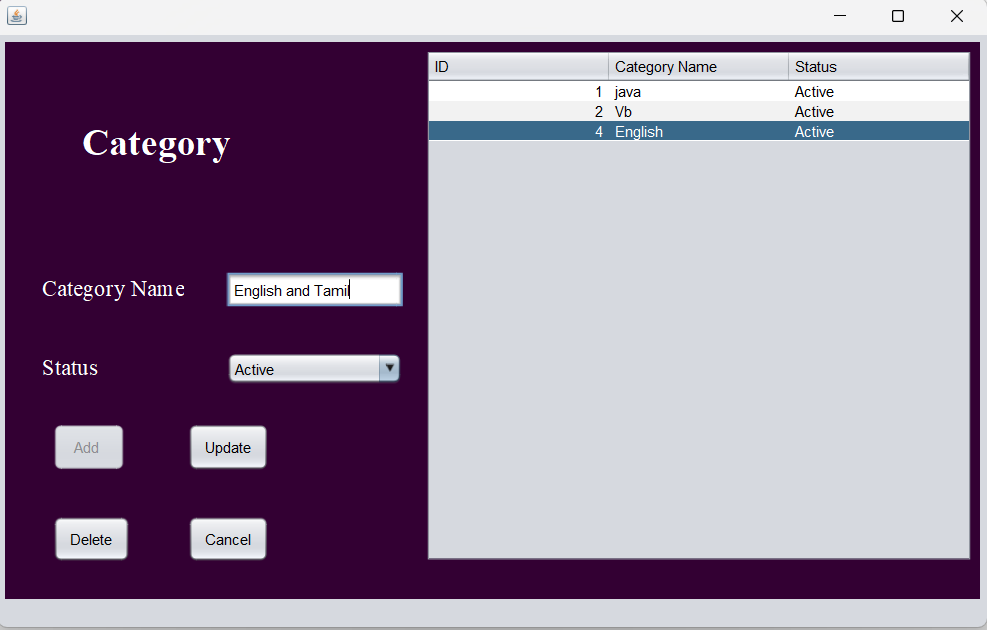 Category
Category Name English and Tamil
Status Active
Add Update
Delete Cancel
ID Category Name Status
1 java Active
2 Vb Active
4 English Active